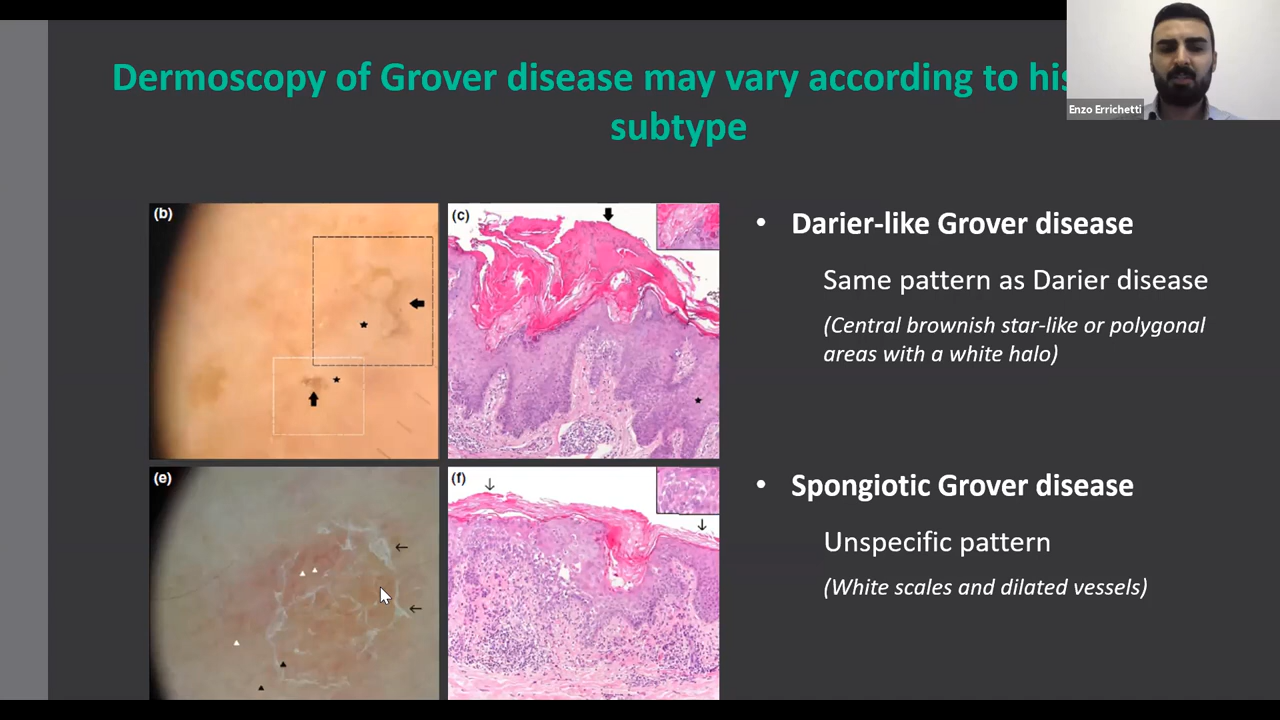 Dermoscopy of Grover disease may vary according to
subtype
Enzo Errichetti
(b)
(c)
• Darier-like Grover disease
Same pattern as Darier disease
(Central brownish star-like or polygonal
areas with a white halo)
(e)
(f)
• Spongiotic Grover disease
Unspecific pattern
(White scales and dilated vessels)